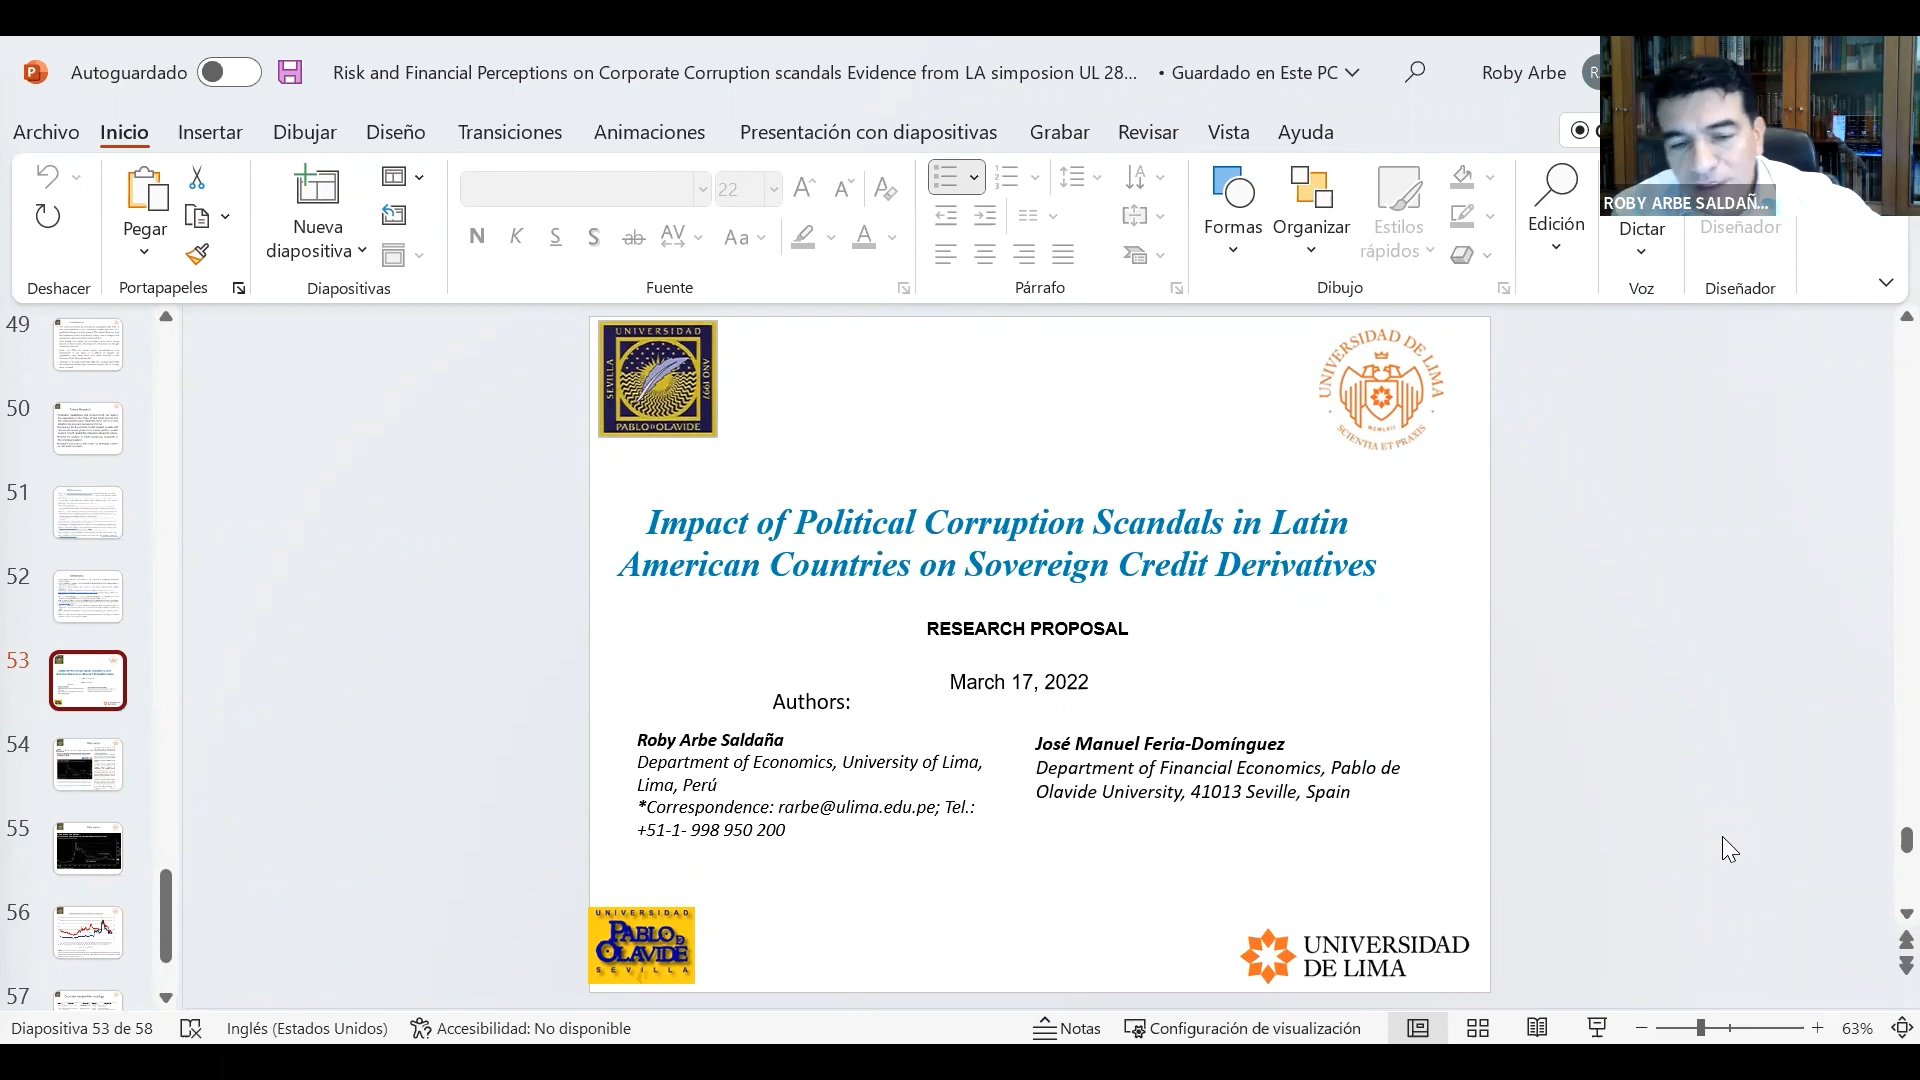 Autoguardado
Risk and Financial Perceptions on Corporate Corruption scandals Evidence from LA simposion UL 28... • Guardado en Este PC
Roby Arbe
Archivo Inicio Insertar Dibujar Diseño Transiciones Animaciones Presentación con diapositivas Grabar Revisar Vista Ayuda
ROBY ARBE SALDAÑ...
Pegar
Nueva diapositiva
22
N K S S ab AV Aa A
Formas
Organizar
Estilos rápidos
Edición
Dictar
Diseñador
Deshacer Portapapeles Diapositivas Fuente Párrafo Dibujo Voz Diseñador
49
50
51
52
53
54
55
56
57
UNIVERSIDAD
SEVILLA
AÑO 1997
PABLO DE OLAVIDE
UNIVERSIDAD DE LIMA
MCMLXII
SCIENTIA ET PRAXIS
Impact of Political Corruption Scandals in Latin
American Countries on Sovereign Credit Derivatives
RESEARCH PROPOSAL
March 17, 2022
Authors:
Roby Arbe Saldaña
Department of Economics, University of Lima,
Lima, Perú
*Correspondence: rarbe@ulima.edu.pe; Tel.:
+51-1- 998 950 200
José Manuel Feria-Domínguez
Department of Financial Economics, Pablo de
Olavide University, 41013 Seville, Spain
UNIVERSIDAD
PABLO DE
OLAVIDE
SEVILLA
UNIVERSIDAD
DE LIMA
Diapositiva 53 de 58
Inglés (Estados Unidos)
Accesibilidad: No disponible
Notas
Configuración de visualización
63%